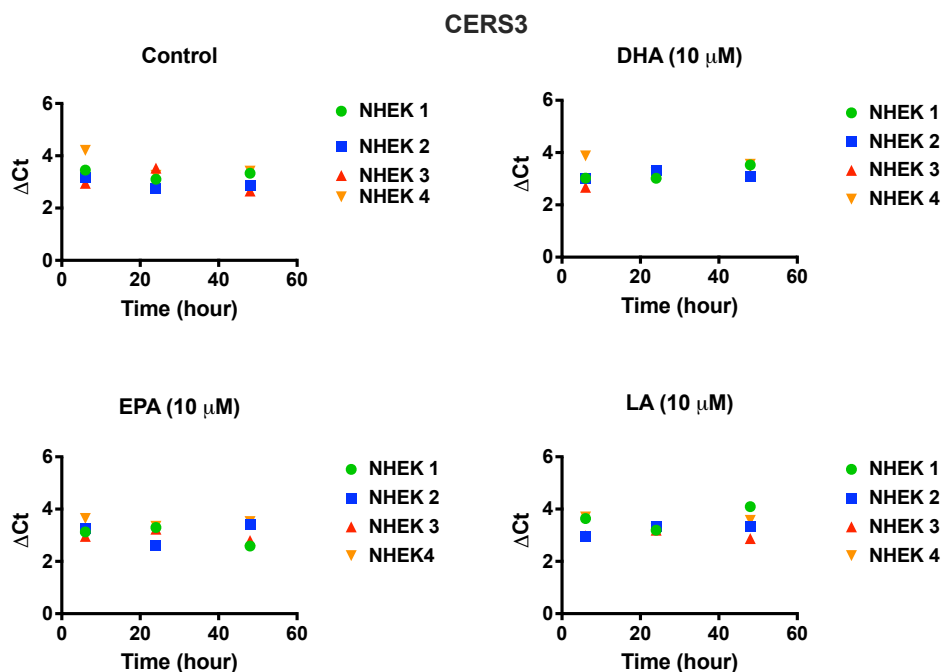 CERS3
Control
6
4
2
0
ΔCt
0 20 40 60
Time (hour)
NHEK 1
NHEK 2
NHEK 3
NHEK 4
DHA (10 μM)
6
4
2
0
ΔCt
0 20 40 60
Time (hour)
NHEK 1
NHEK 2
NHEK 3
NHEK 4
EPA (10 μM)
6
4
2
0
ΔCt
0 20 40 60
Time (hour)
NHEK 1
NHEK 2
NHEK 3
NHEK4
LA (10 μM)
6
4
2
0
ΔCt
0 20 40 60
Time (hour)
NHEK 1
NHEK 2
NHEK 3
NHEK 4